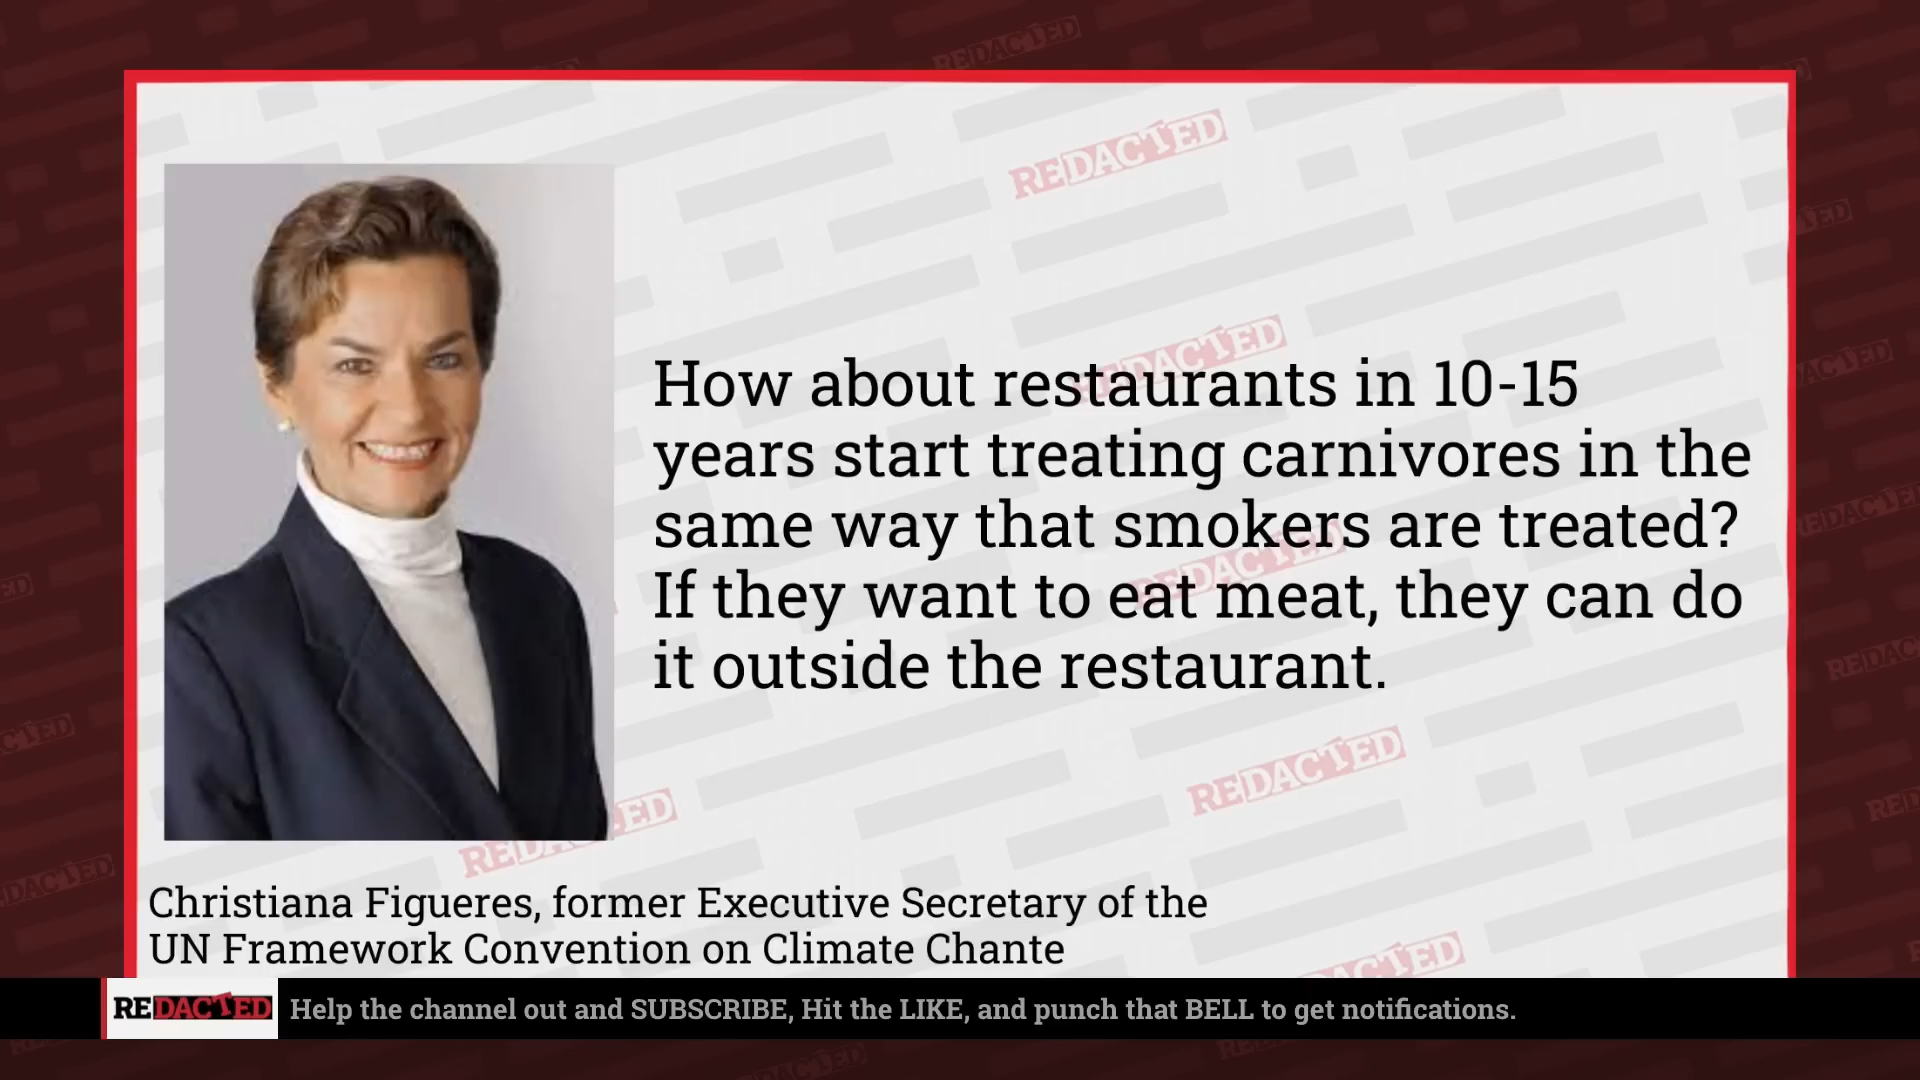 REDACTED
REDACTED
How about restaurants in 10-15
years start treating carnivores in the
same way that smokers are treated?
If they want to eat meat, they can do
it outside the restaurant.
REDACTED
Christiana Figueres, former Executive Secretary of the
UN Framework Convention on Climate Chante
REDACTED Help the channel out and SUBSCRIBE, Hit the LIKE, and punch that BELL to get notifications.